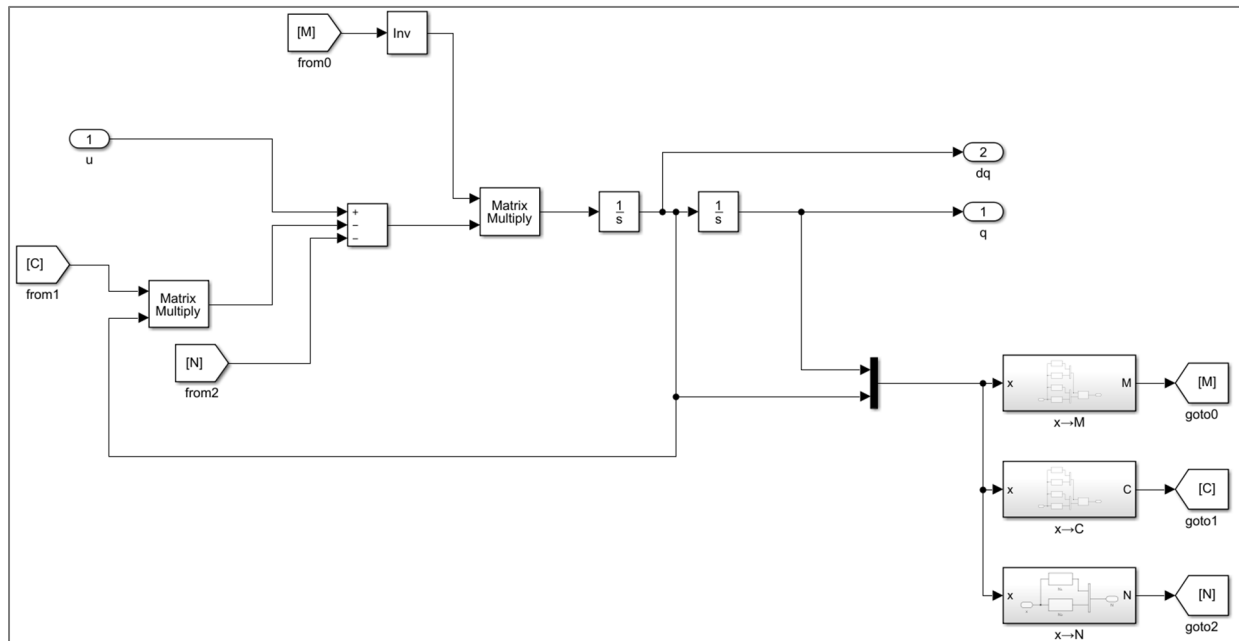 [M]
from0
Inv
1
u
2
dq
Matrix
Multiply
1
s
1
s
1
q
+
−
−
[C]
from1
Matrix
Multiply
[N]
from2
x
M
x→M
[M]
goto0
x
C
x→C
[C]
goto1
x
N
x→N
[N]
goto2